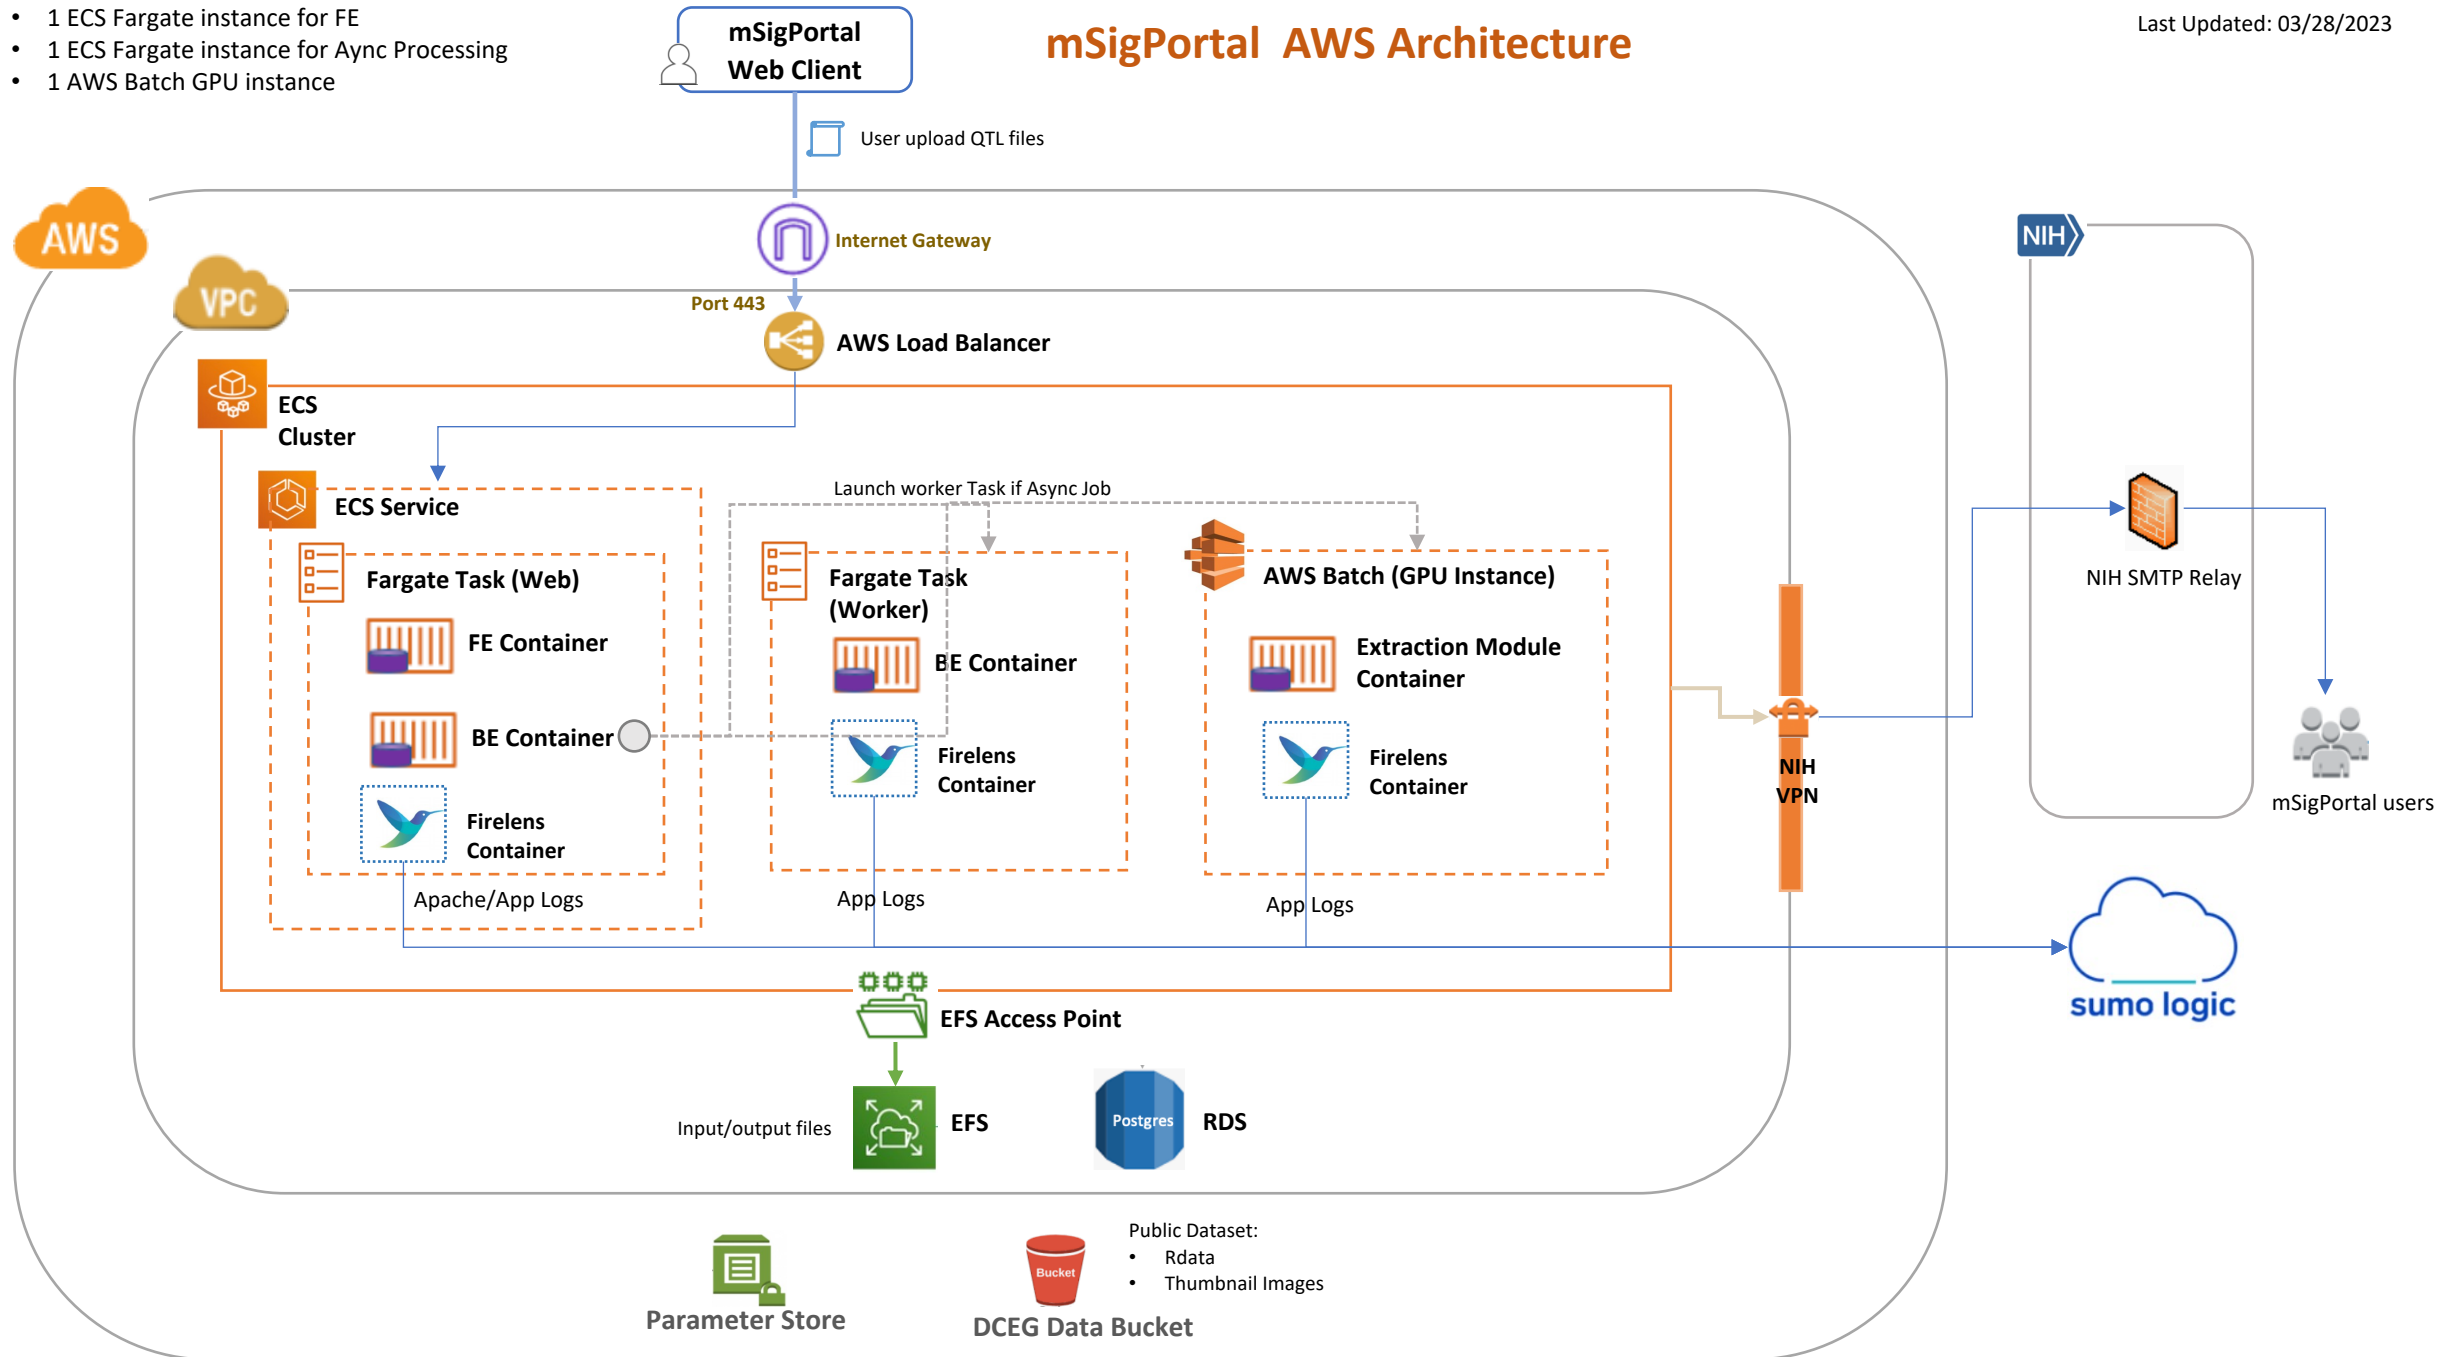 • 1 ECS Fargate instance for FE
• 1 ECS Fargate instance for Aync Processing
• 1 AWS Batch GPU instance
mSigPortal
Web Client
mSigPortal AWS Architecture
Last Updated: 03/28/2023
User upload QTL files
AWS
Internet Gateway
NIH
VPC
Port 443
AWS Load Balancer
ECS
Cluster
Launch worker Task if Async Job
ECS Service
Fargate Task (Web)
Fargate Task
(Worker)
AWS Batch (GPU Instance)
NIH SMTP Relay
FE Container
BE Container
Extraction Module
Container
BE Container
Firelens
Container
Firelens
Container
NIH
VPN
mSigPortal users
Firelens
Container
Apache/App Logs
App Logs
App Logs
sumo logic
EFS Access Point
Input/output files
EFS
Postgres
RDS
Public Dataset:
• Rdata
• Thumbnail Images
Bucket
Parameter Store
DCEG Data Bucket